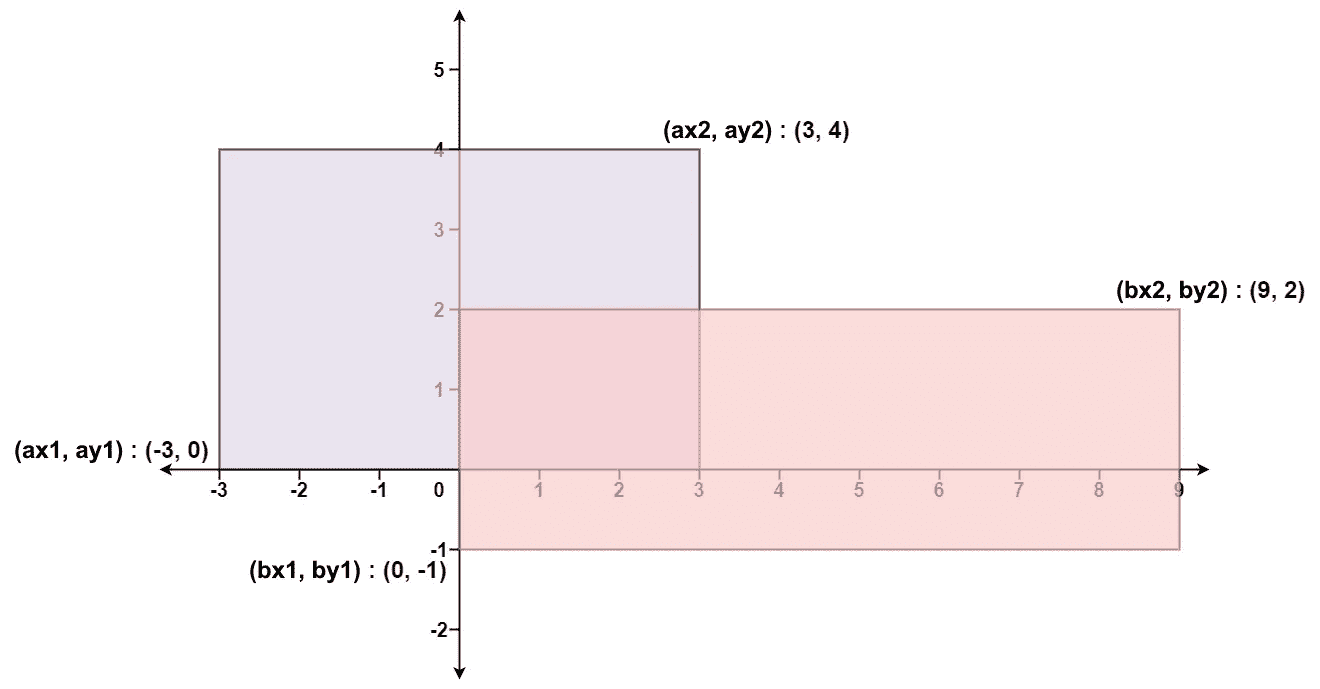 5
(ax2, ay2) : (3, 4)
4
3
(bx2, by2) : (9, 2)
2
1
(ax1, ay1) : (-3, 0)
-3 -2 -1 0 1 2 3 4 5 6 7 8 9
-1
(bx1, by1) : (0, -1)
-2